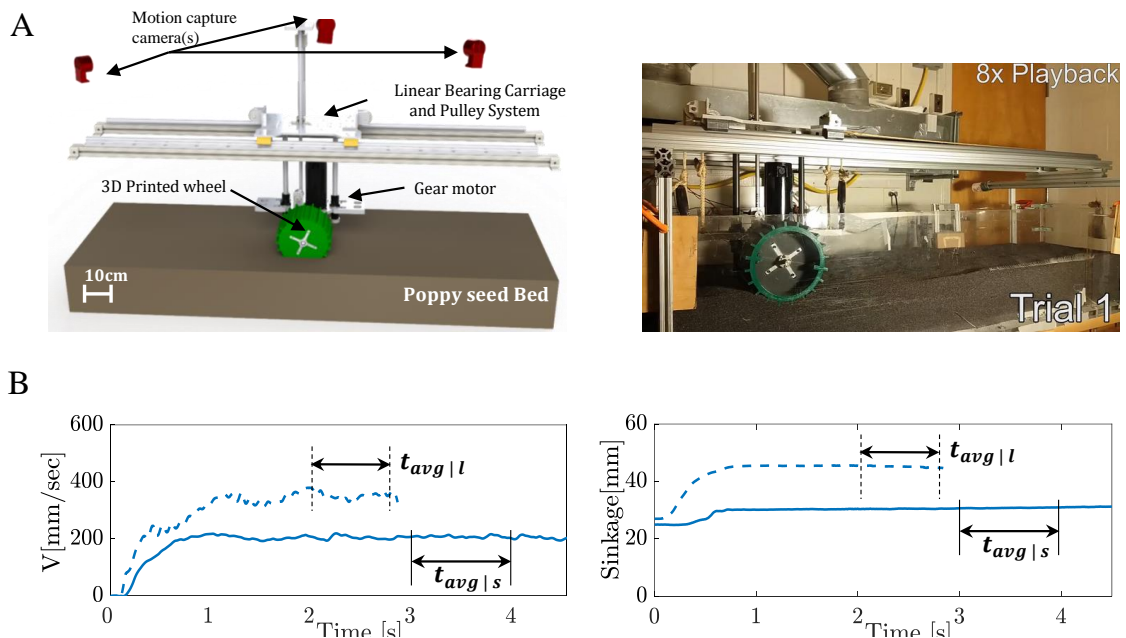 A
Motion capture
camera(s)
Linear Bearing Carriage
and Pulley System
3D Printed wheel
Gear motor
10cm
Poppy seed Bed
8x Playback
Trial 1
B
600
400
200
0
V[mm/sec]
t_avg|l
t_avg|s
0 1 2 3 4
Time [s]
60
40
20
0
Sinkage[mm]
t_avg|l
t_avg|s
0 1 2 3 4
Time [s]